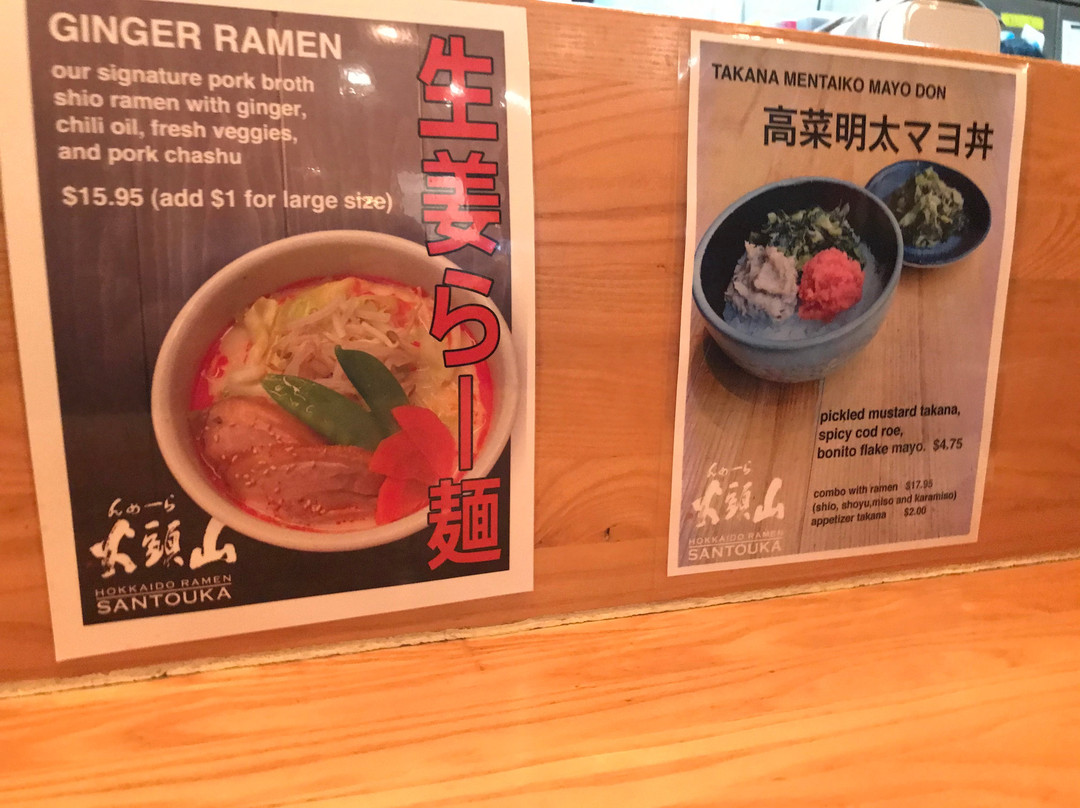 GINGER RAMEN
our signature pork broth
shio ramen with ginger,
chili oil, fresh veggies,
and pork chashu
$15.95 (add $1 for large size)
生姜らー麺
らーめん
山頭火
HOKKAIDO RAMEN
SANTOUKA
TAKANA MENTAIKO MAYO DON
高菜明太マヨ丼
pickled mustard takana,
spicy cod roe,
bonito flake mayo. $4.75
combo with ramen $17.95
(shio, shoyu,miso and karamiso)
appetizer takana $2.00
らーめん
山頭火
HOKKAIDO RAMEN
SANTOUKA